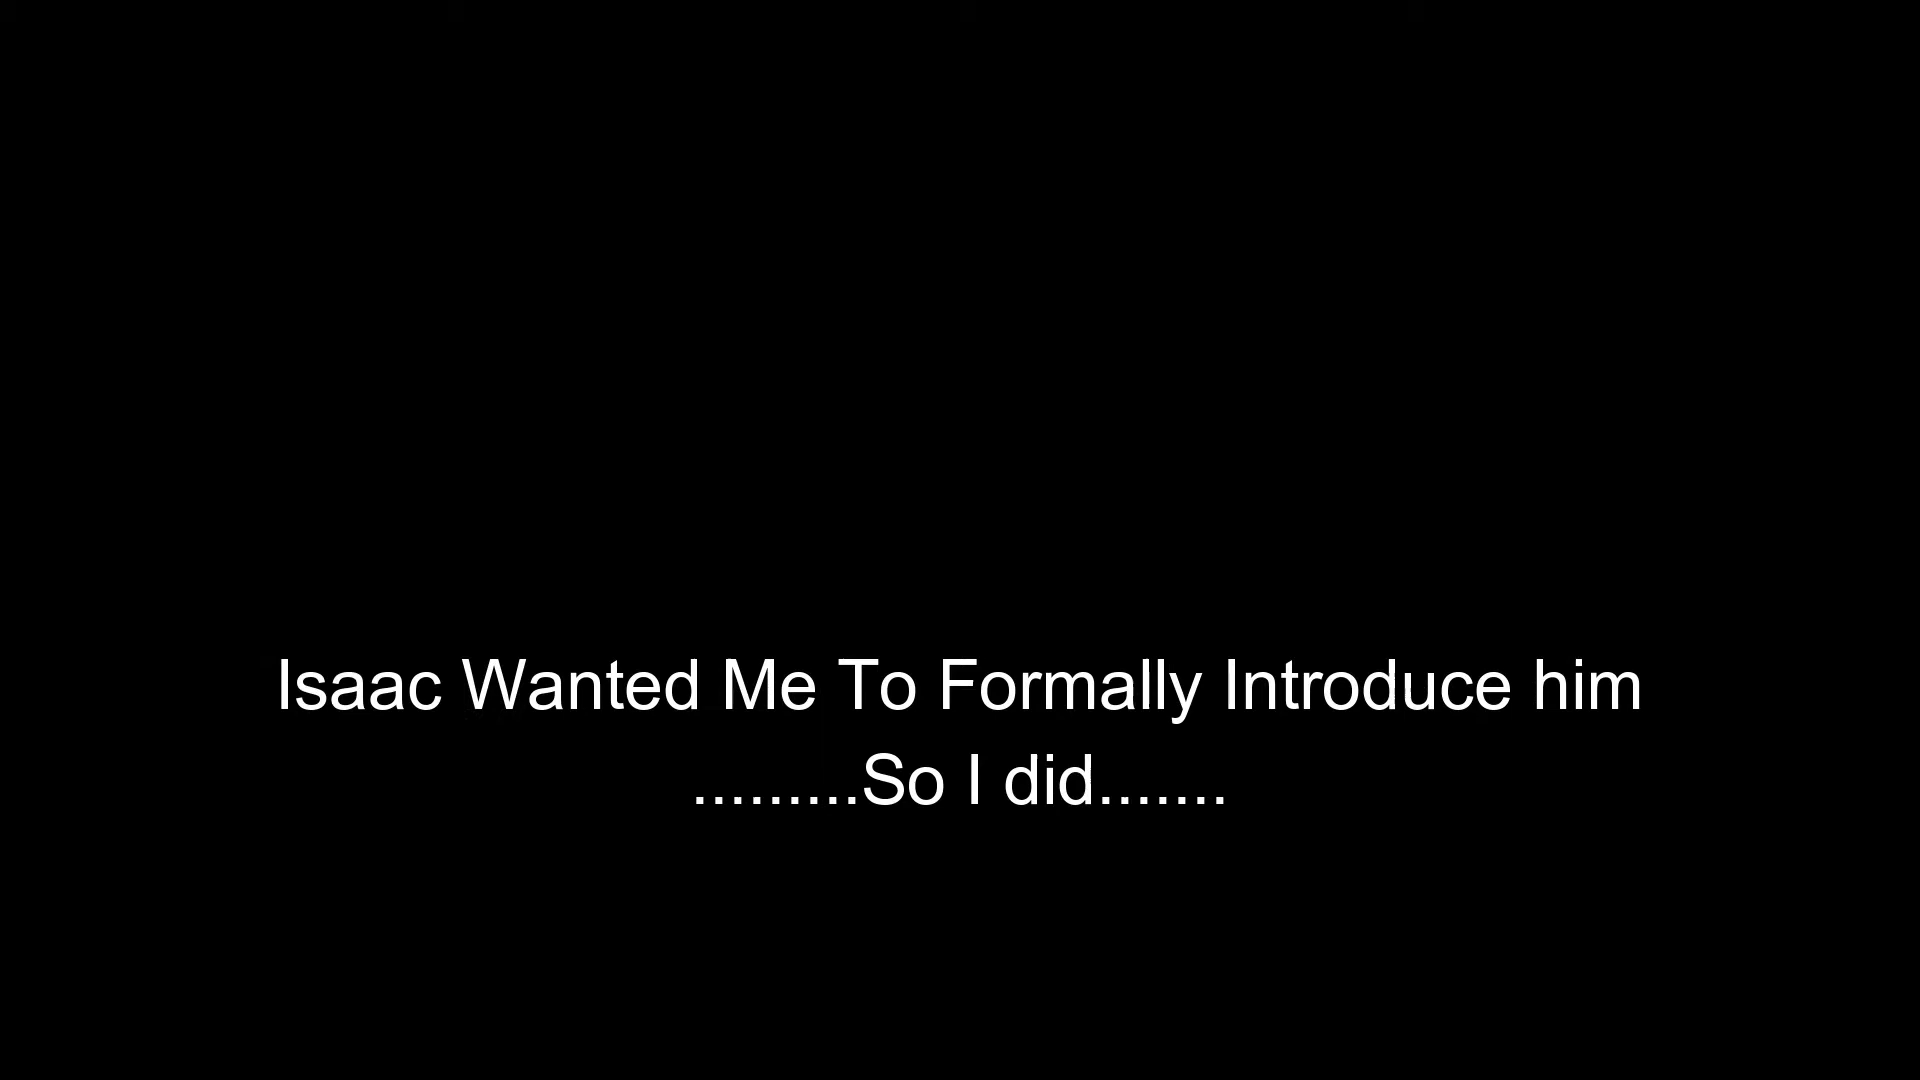 Isaac Wanted Me To Formally Introduce him
.........So I did.......